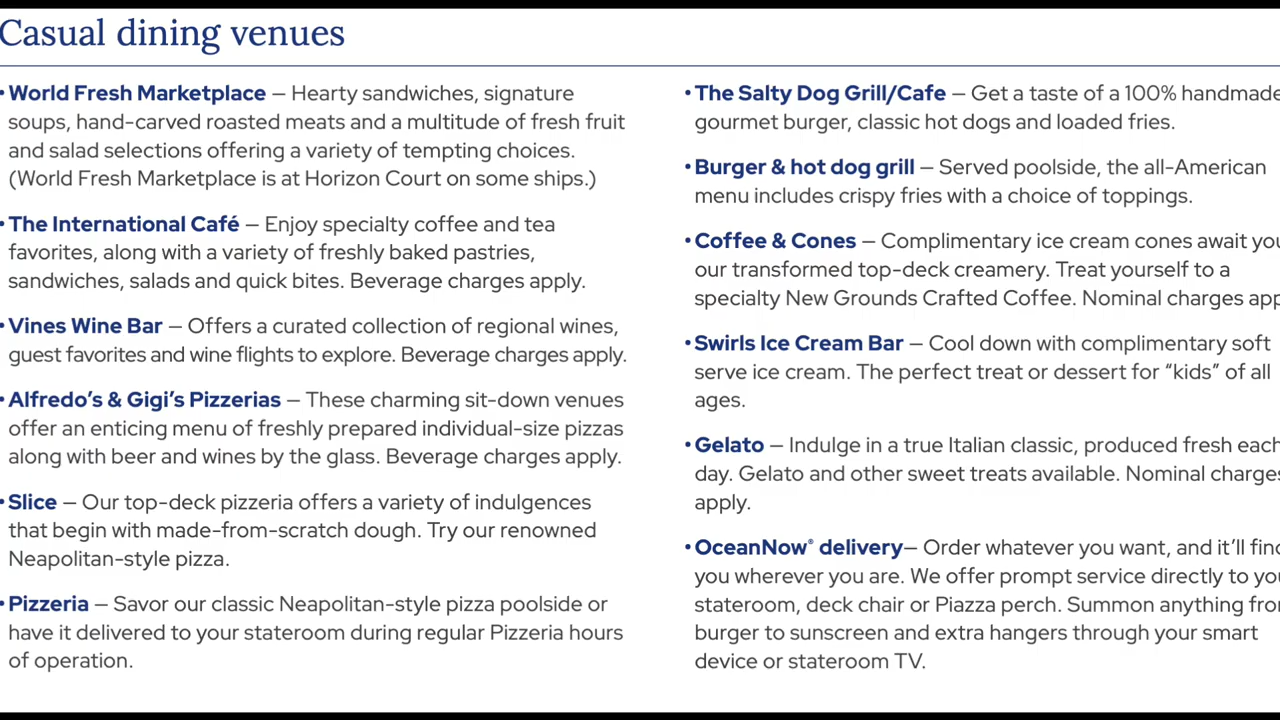 Casual dining venues
• World Fresh Marketplace – Hearty sandwiches, signature
soups, hand-carved roasted meats and a multitude of fresh fruit
and salad selections offering a variety of tempting choices.
(World Fresh Marketplace is at Horizon Court on some ships.)
• The International Café – Enjoy specialty coffee and tea
favorites, along with a variety of freshly baked pastries,
sandwiches, salads and quick bites. Beverage charges apply.
• Vines Wine Bar – Offers a curated collection of regional wines,
guest favorites and wine flights to explore. Beverage charges apply.
• Alfredo’s & Gigi’s Pizzerias – These charming sit-down venues
offer an enticing menu of freshly prepared individual-size pizzas
along with beer and wines by the glass. Beverage charges apply.
• Slice – Our top-deck pizzeria offers a variety of indulgences
that begin with made-from-scratch dough. Try our renowned
Neapolitan-style pizza.
• Pizzeria – Savor our classic Neapolitan-style pizza poolside or
have it delivered to your stateroom during regular Pizzeria hours
of operation.
• The Salty Dog Grill/Cafe – Get a taste of a 100% handmade
gourmet burger, classic hot dogs and loaded fries.
• Burger & hot dog grill – Served poolside, the all-American
menu includes crispy fries with a choice of toppings.
• Coffee & Cones – Complimentary ice cream cones await
our transformed top-deck creamery. Treat yourself to a
specialty New Grounds Crafted Coffee. Nominal charges
• Swirls Ice Cream Bar – Cool down with complimentary soft
serve ice cream. The perfect treat or dessert for “kids” of all
ages.
• Gelato – Indulge in a true Italian classic, produced fresh each
day. Gelato and other sweet treats available. Nominal charges
apply.
• OceanNow® delivery– Order whatever you want, and it’ll
you wherever you are. We offer prompt service directly to
stateroom, deck chair or Piazza perch. Summon anything
burger to sunscreen and extra hangers through your smart
device or stateroom TV.